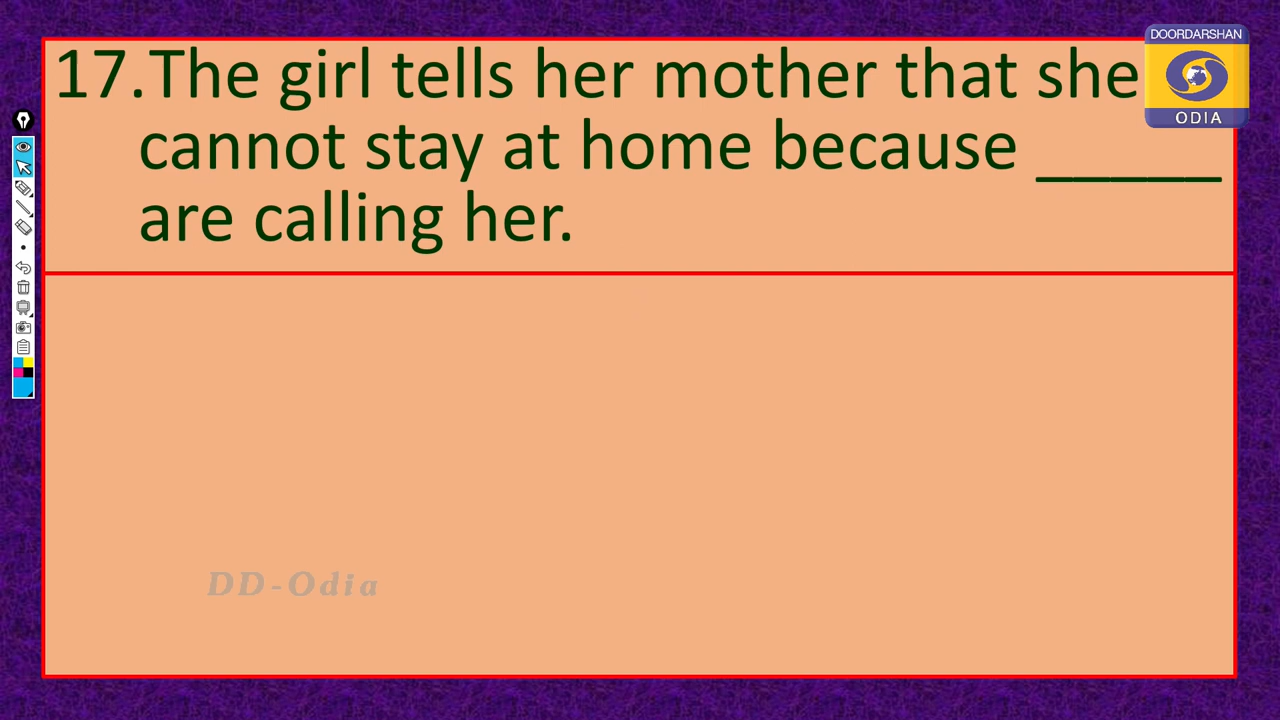 DOORDARSHAN
17.The girl tells her mother that she
ODIA
cannot stay at home because _____
are calling her.
DD-Odia